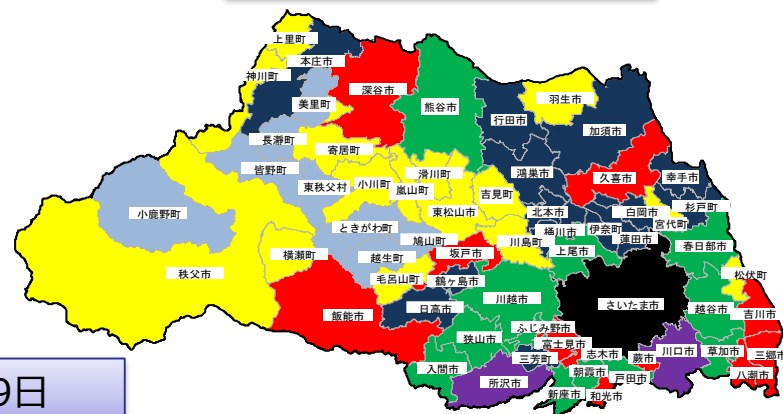 上里町
本庄市
神川町
美里町
深谷市
熊谷市
羽生市
行田市
加須市
長瀞町
皆野町
寄居町
東秩父村
小川町
嵐山町
滑川町
東松山市
吉見町
鴻巣市
久喜市
幸手市
北本市
桶川市
伊奈町
白岡市
宮代町
杉戸町
蓮田市
小鹿野町
秩父市
横瀬町
ときがわ町
鳩山町
越生町
毛呂山町
坂戸市
川島町
上尾市
春日部市
鶴ヶ島市
日高市
川越市
さいたま市
松伏町
越谷市
吉川市
飯能市
狭山市
ふじみ野市
富士見市
三芳町
志木市
蕨市
川口市
草加市
三郷市
八潮市
入間市
所沢市
朝霞市
戸田市
新座市
和光市
9日